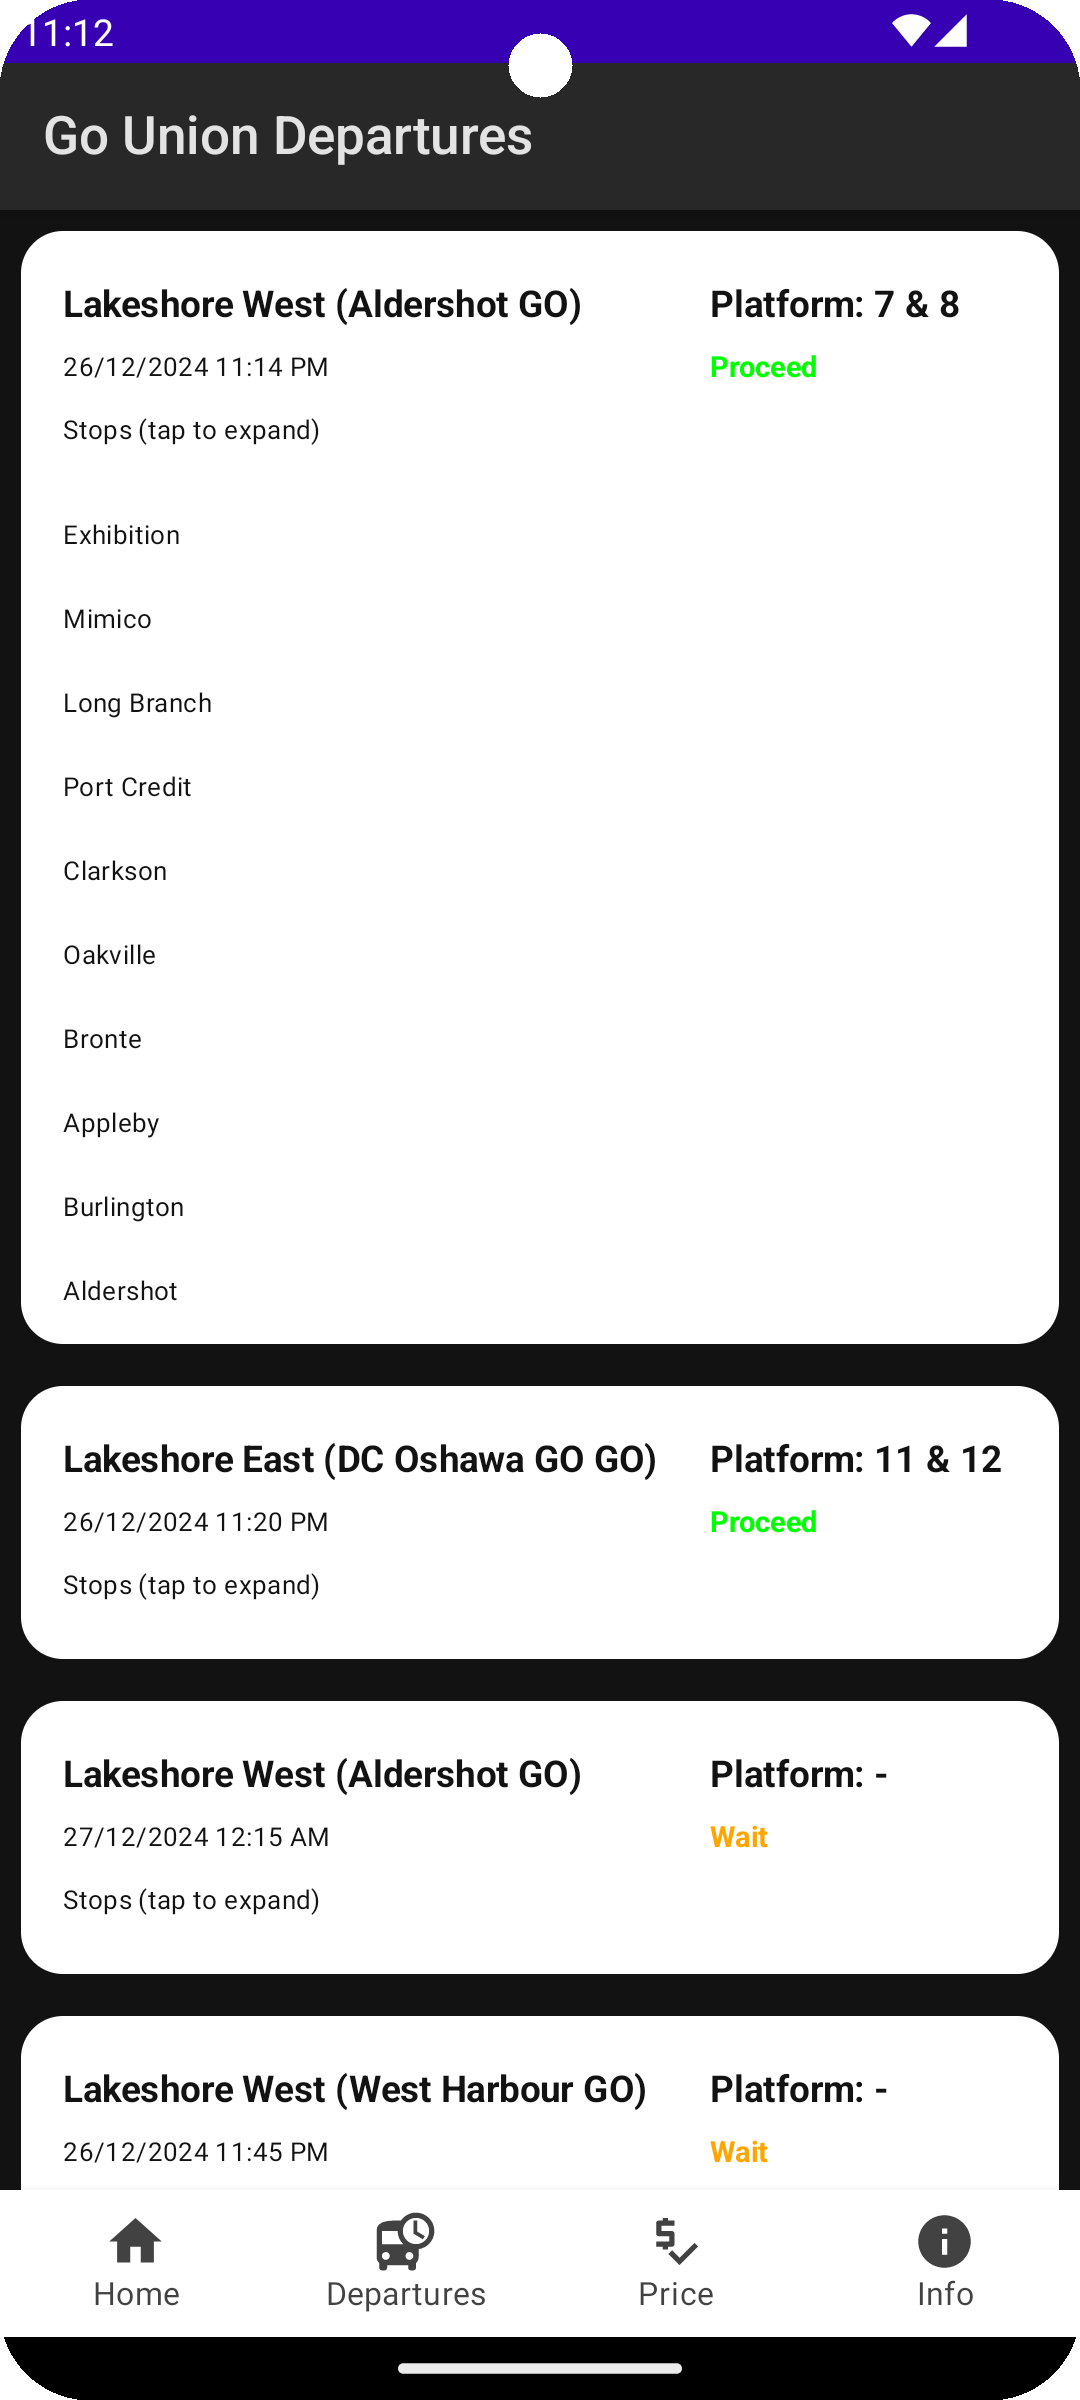 11:12
Go Union Departures
Lakeshore West (Aldershot GO)
Platform: 7 & 8
26/12/2024 11:14 PM
Proceed
Stops (tap to expand)
Exhibition
Mimico
Long Branch
Port Credit
Clarkson
Oakville
Bronte
Appleby
Burlington
Aldershot
Lakeshore East (DC Oshawa GO GO)
Platform: 11 & 12
26/12/2024 11:20 PM
Proceed
Stops (tap to expand)
Lakeshore West (Aldershot GO)
Platform: -
27/12/2024 12:15 AM
Wait
Stops (tap to expand)
Lakeshore West (West Harbour GO)
Platform: -
26/12/2024 11:45 PM
Wait
Home
Departures
Price
Info